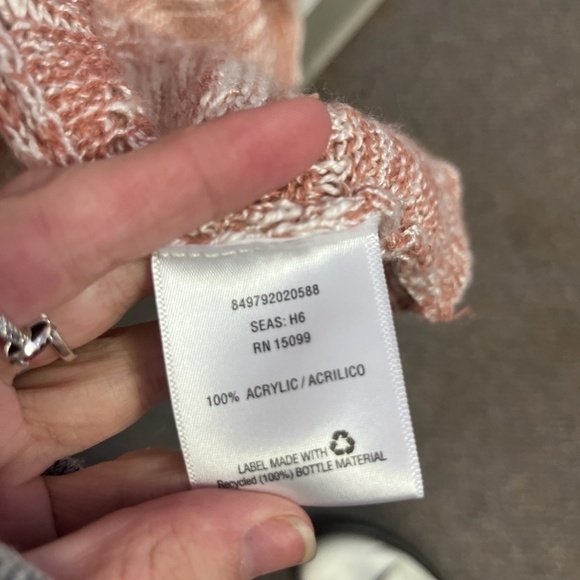 849792020588
SEAS: H6
RN 15099
100% ACRYLIC / ACRILICO
LABEL MADE WITH
Recycled (100%) BOTTLE MATERIAL